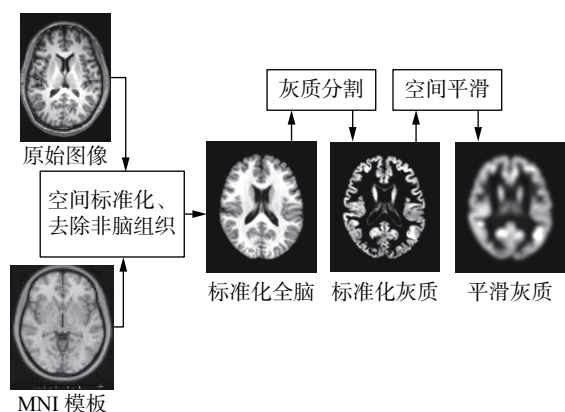 灰质分割
空间平滑
原始图像
空间标准化、
去除非脑组织
标准化全脑
标准化灰质
平滑灰质
MNI 模板